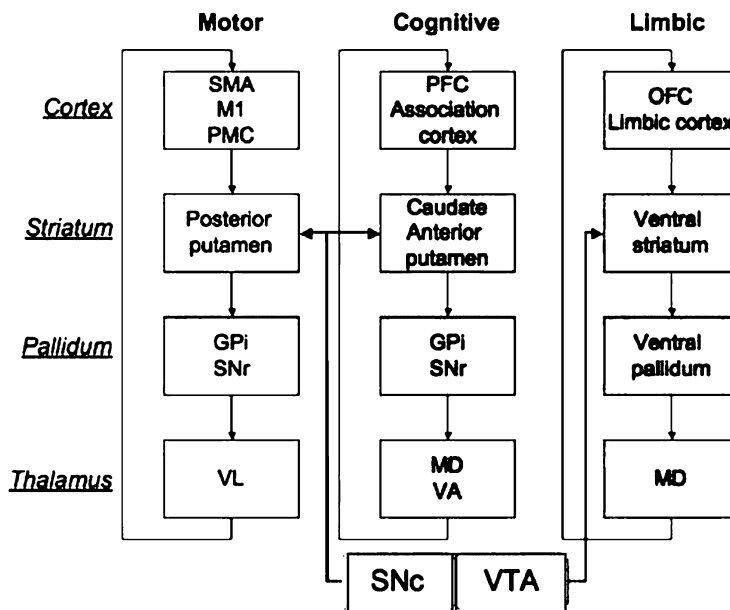 Motor Cognitive Limbic
Cortex
SMA
M1
PMC
PFC
Association
cortex
OFC
Limbic cortex
Striatum
Posterior
putamen
Caudate
Anterior
putamen
Ventral
striatum
Pallidum
GPi
SNr
GPi
SNr
Ventral
pallidum
Thalamus
VL
MD
VA
MD
SNc VTA